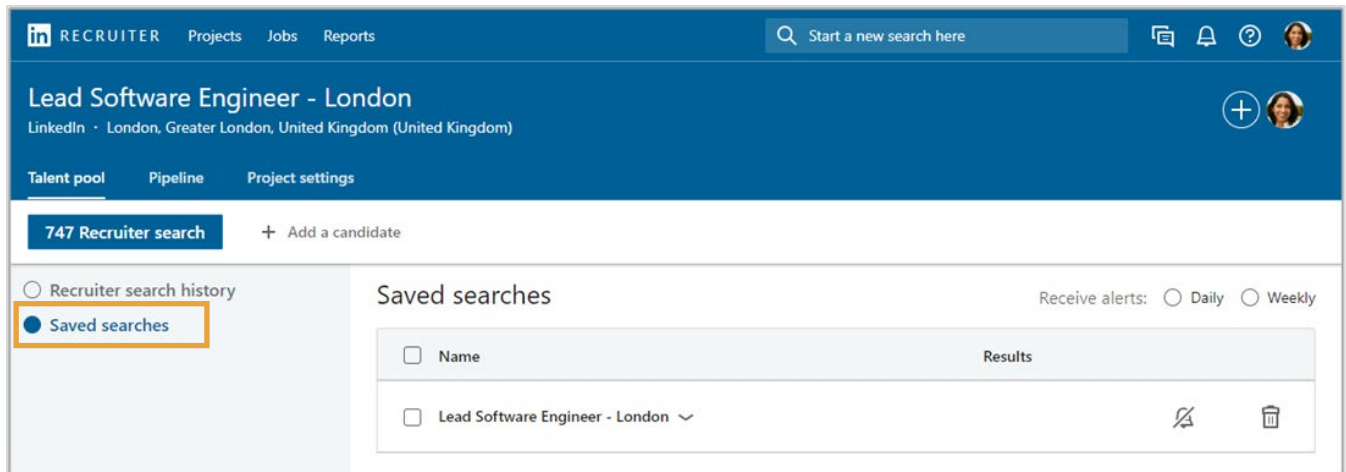 in RECRUITER Projects Jobs Reports Start a new search here
Lead Software Engineer - London
LinkedIn · London, Greater London, United Kingdom (United Kingdom)
Talent pool Pipeline Project settings
747 Recruiter search + Add a candidate
Recruiter search history
Saved searches
Saved searches
Receive alerts: Daily Weekly
Name Results
Lead Software Engineer - London